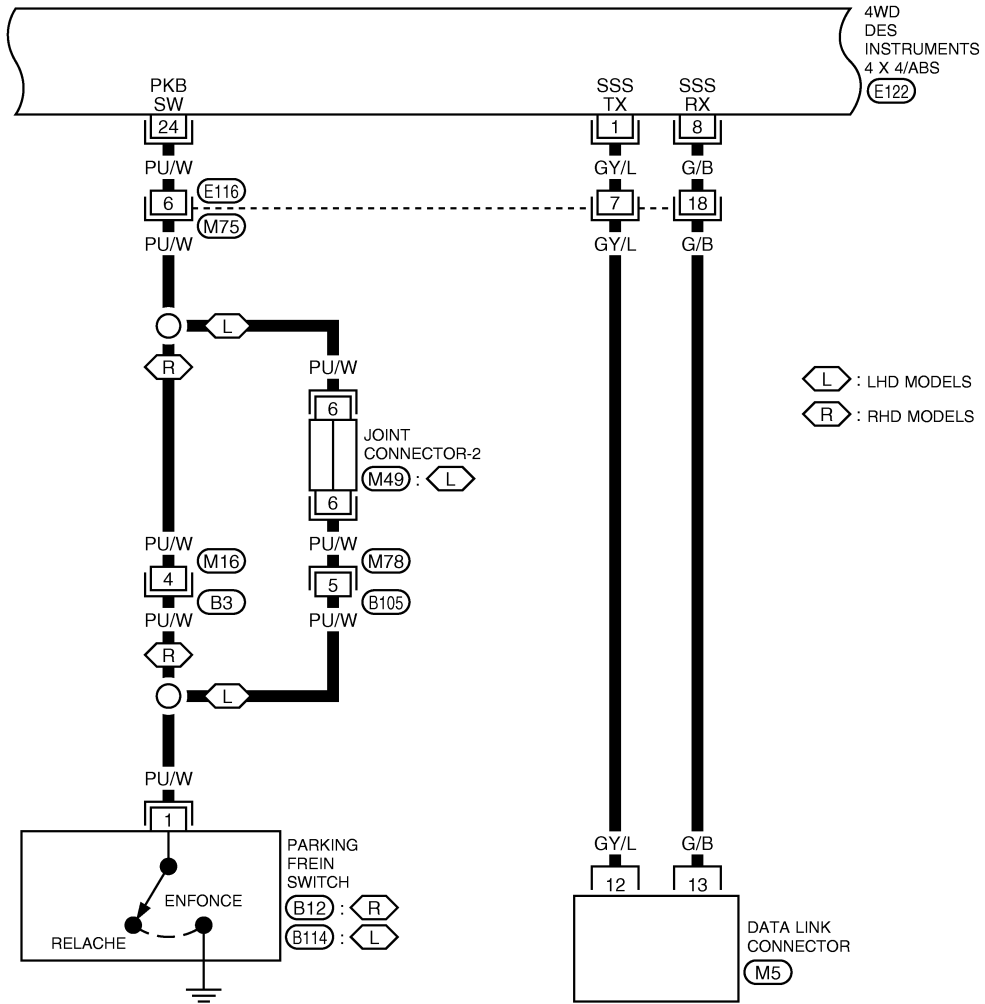 4WD
DES
INSTRUMENTS
4 X 4/ABS
E122
PKB
SW
SSS
TX
SSS
RX
24
1
8
PU/W
GY/L
G/B
6
E116
M75
7
18
PU/W
GY/L
G/B
L
R
PU/W
6
JOINT
CONNECTOR-2
M49 : L
6
L : LHD MODELS
R : RHD MODELS
PU/W
PU/W
4
M16
B3
5
M78
B105
PU/W
PU/W
R
L
PU/W
1
PARKING
FREIN
SWITCH
B12 : R
B114 : L
ENFONCE
RELACHE
GY/L
G/B
12
13
DATA LINK
CONNECTOR
M5